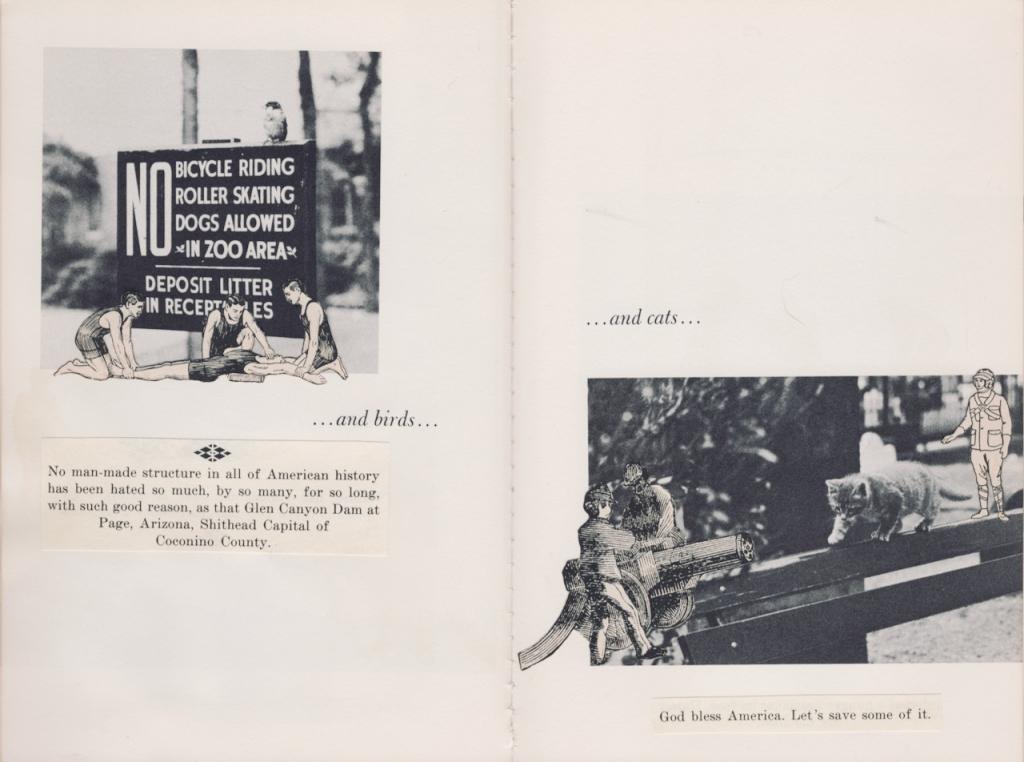 NO BICYCLE RIDING
ROLLER SKATING
DOGS ALLOWED
IN ZOO AREA
DEPOSIT LITTER
IN RECEPT LES
...and birds...
No man-made structure in all of American history
has been hated so much, by so many, for so long,
with such good reason, as that Glen Canyon Dam at
Page, Arizona, Shithead Capital of
Coconino County.
...and cats...
God bless America. Let's save some of it.